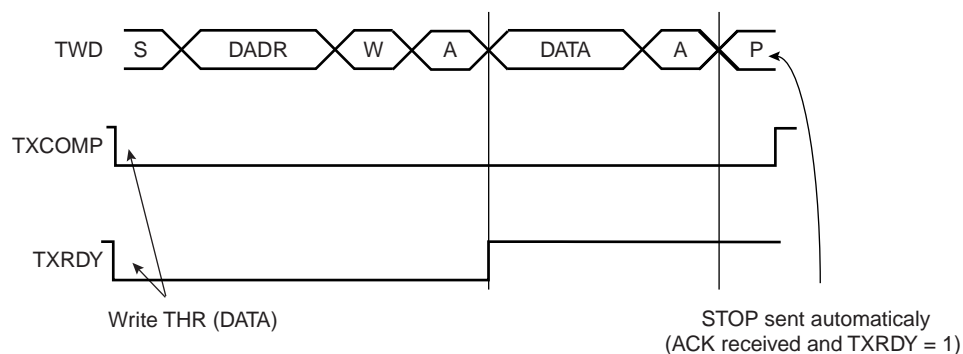 TWD S DADR W A DATA A P
TXCOMP
TXRDY
Write THR (DATA)
STOP sent automaticaly
(ACK received and TXRDY = 1)